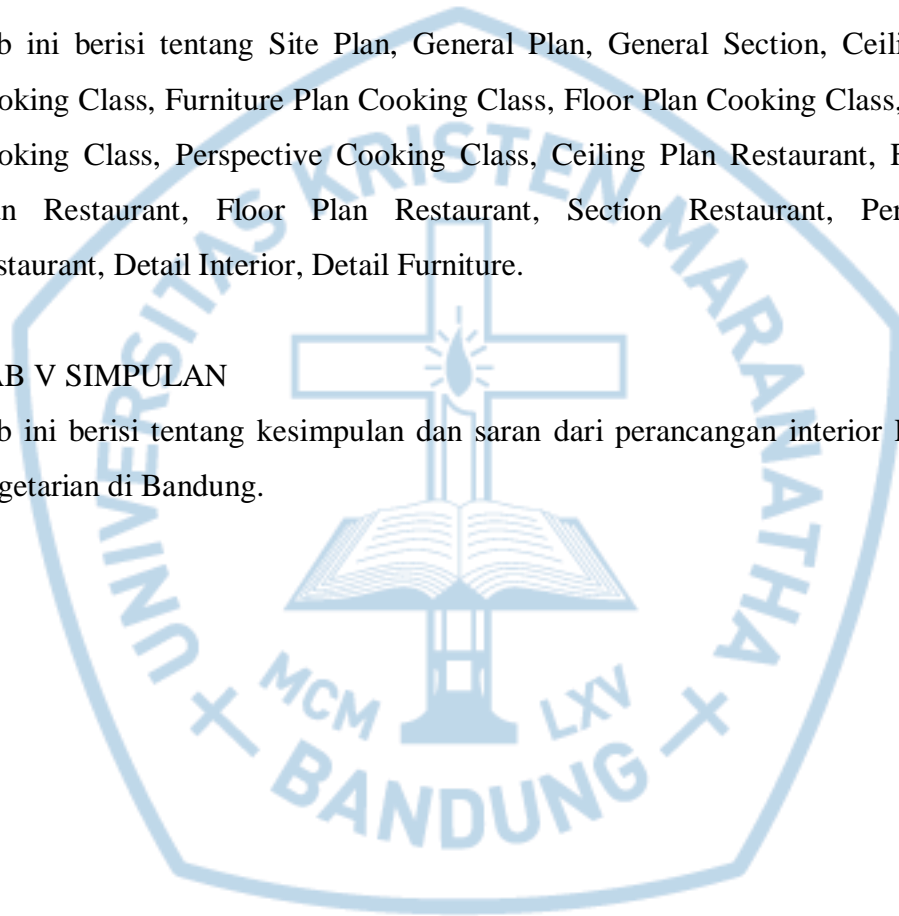 b ini berisi tentang Site Plan, General Plan, General Section, Ceili
oking Class, Furniture Plan Cooking Class, Floor Plan Cooking Class,
oking Class, Perspective Cooking Class, Ceiling Plan Restaurant, F
n Restaurant, Floor Plan Restaurant, Section Restaurant, Per
staurant, Detail Interior, Detail Furniture.
AB V SIMPULAN
b ini berisi tentang kesimpulan dan saran dari perancangan interior
getarian di Bandung.
UNIVERSITAS KRISTEN MARANATHA
MCM LXV
BANDUNG